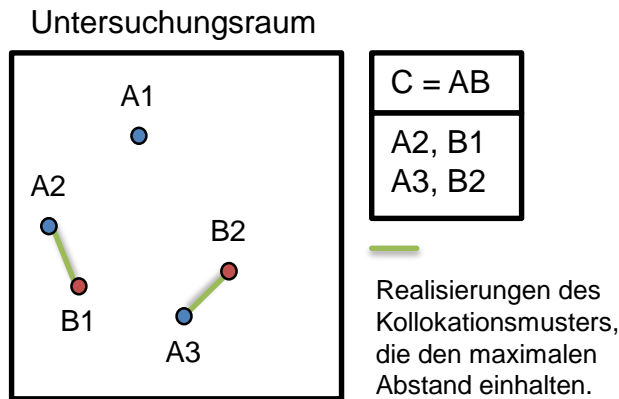 Untersuchungsraum
A1
A2
B2
B1
A3
C = AB
A2, B1
A3, B2
Realisierungen des
Kollokationsmusters,
die den maximalen
Abstand einhalten.